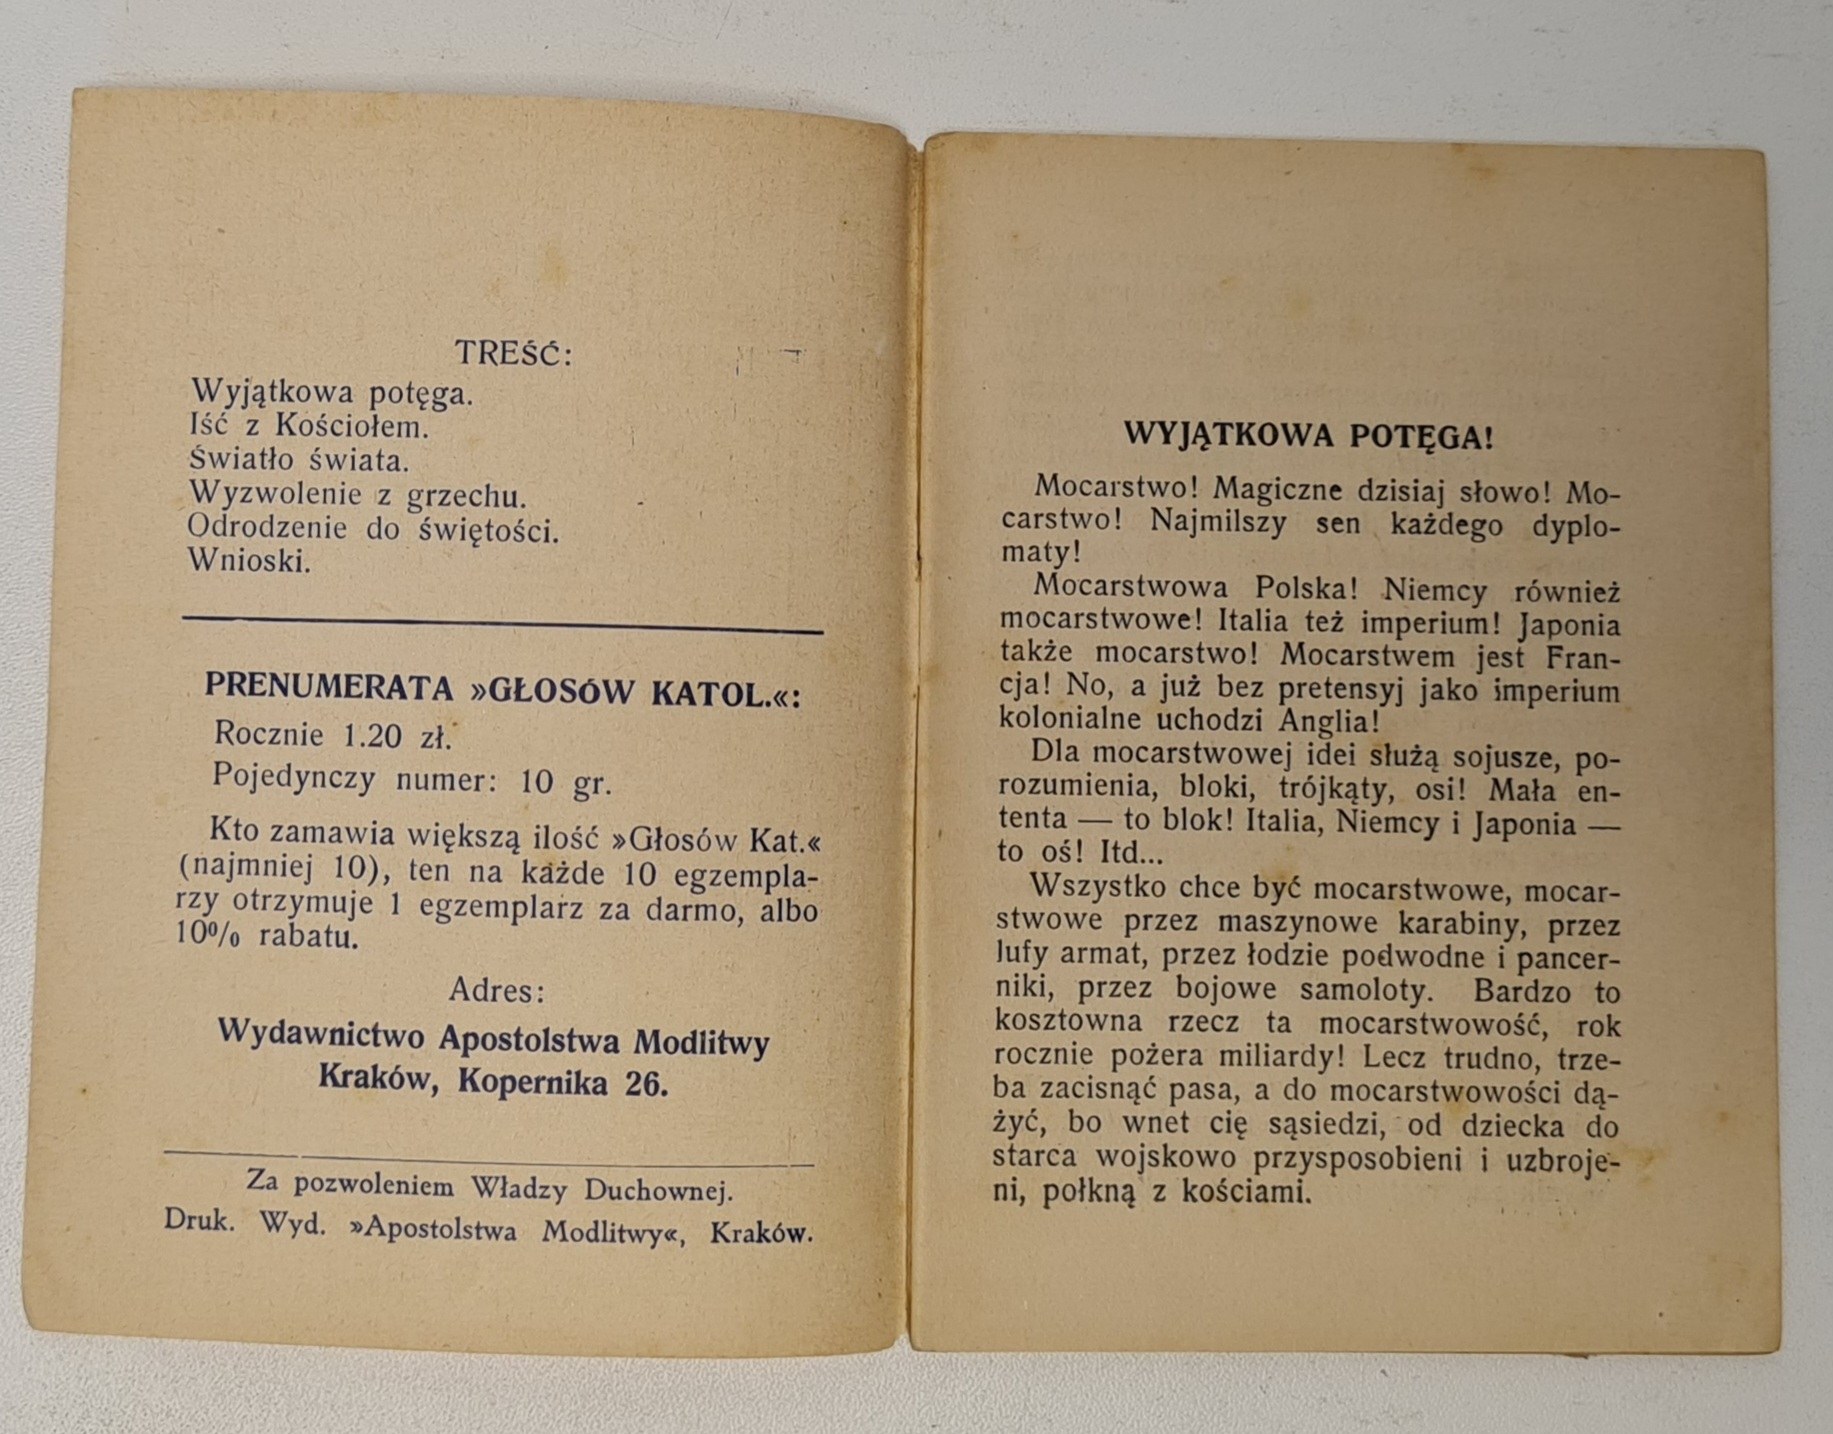 TREŚĆ:
Wyjątkowa potęga.
Iść z Kościołem.
Światło świata.
Wyzwolenie z grzechu.
Odrodzenie do świętości.
Wnioski.
PRENUMERATA »GŁOSÓW KATOL.«:
Rocznie 1.20 zł.
Pojedynczy numer: 10 gr.
Kto zamawia większą ilość »Głosów Kat.«
(najmniej 10), ten na każde 10 egzempla-
rzy otrzymuje 1 egzemplarz za darmo, albo
10% rabatu.
Adres:
Wydawnictwo Apostolstwa Modlitwy
Kraków, Kopernika 26.
Za pozwoleniem Władzy Duchownej.
Druk. Wyd. »Apostolstwa Modlitwy«, Kraków.
WYJĄTKOWA POTĘGA!
Mocarstwo! Magiczne dzisiaj słowo! Mo-
carstwo! Najmilszy sen każdego dyplo-
maty!
Mocarstwowa Polska! Niemcy również
mocarstwowe! Italia też imperium! Japonia
także mocarstwo! Mocarstwem jest Fran-
cja! No, a już bez pretensyj jako imperium
kolonialne uchodzi Anglia!
Dla mocarstwowej idei służą sojusze, po-
rozumienia, bloki, trójkąty, osi! Mała en-
tenta — to blok! Italia, Niemcy i Japonia —
to oś! Itd...
Wszystko chce być mocarstwowe, mocar-
stwowe przez maszynowe karabiny, przez
lufy armat, przez łodzie podwodne i pancer-
niki, przez bojowe samoloty. Bardzo to
kosztowna rzecz ta mocarstwowość, rok
rocznie pożera miliardy! Lecz trudno, trze-
ba zacisnąć pasa, a do mocarstwowości dą-
żyć, bo wnet cię sąsiedzi, od dziecka do
starca wojskowo przysposobieni i uzbroje-
ni, połkną z kościami.